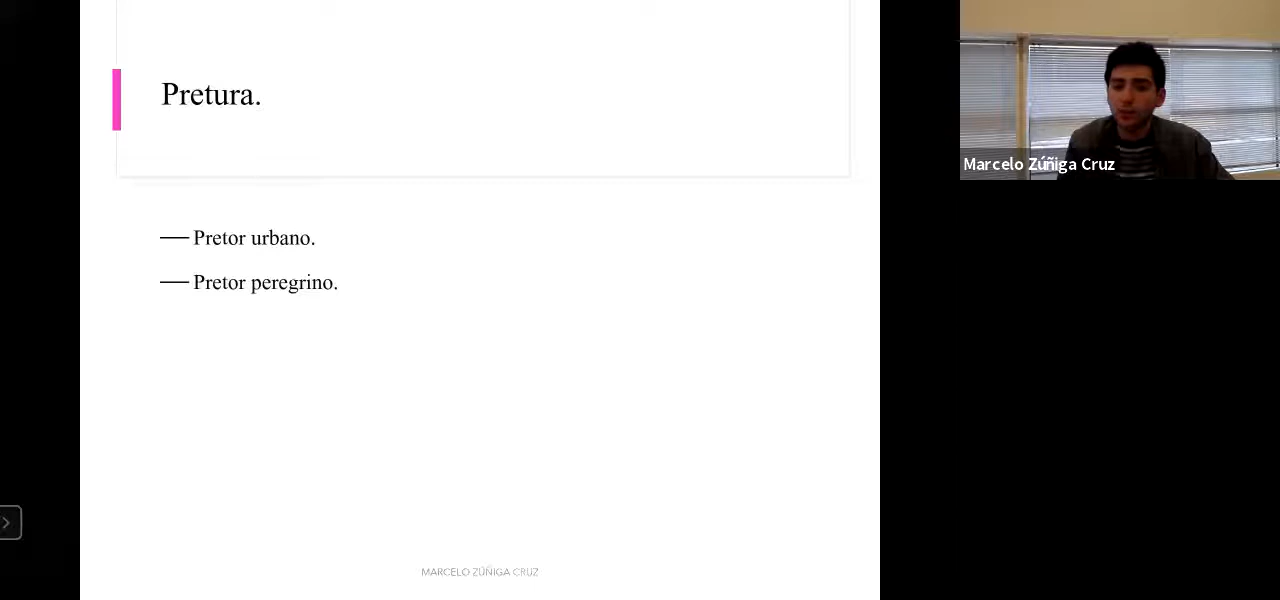 Pretura.
Pretor urbano.
Pretor peregrino.
MARCELO ZÚÑIGA CRUZ
Marcelo Zúñiga Cruz